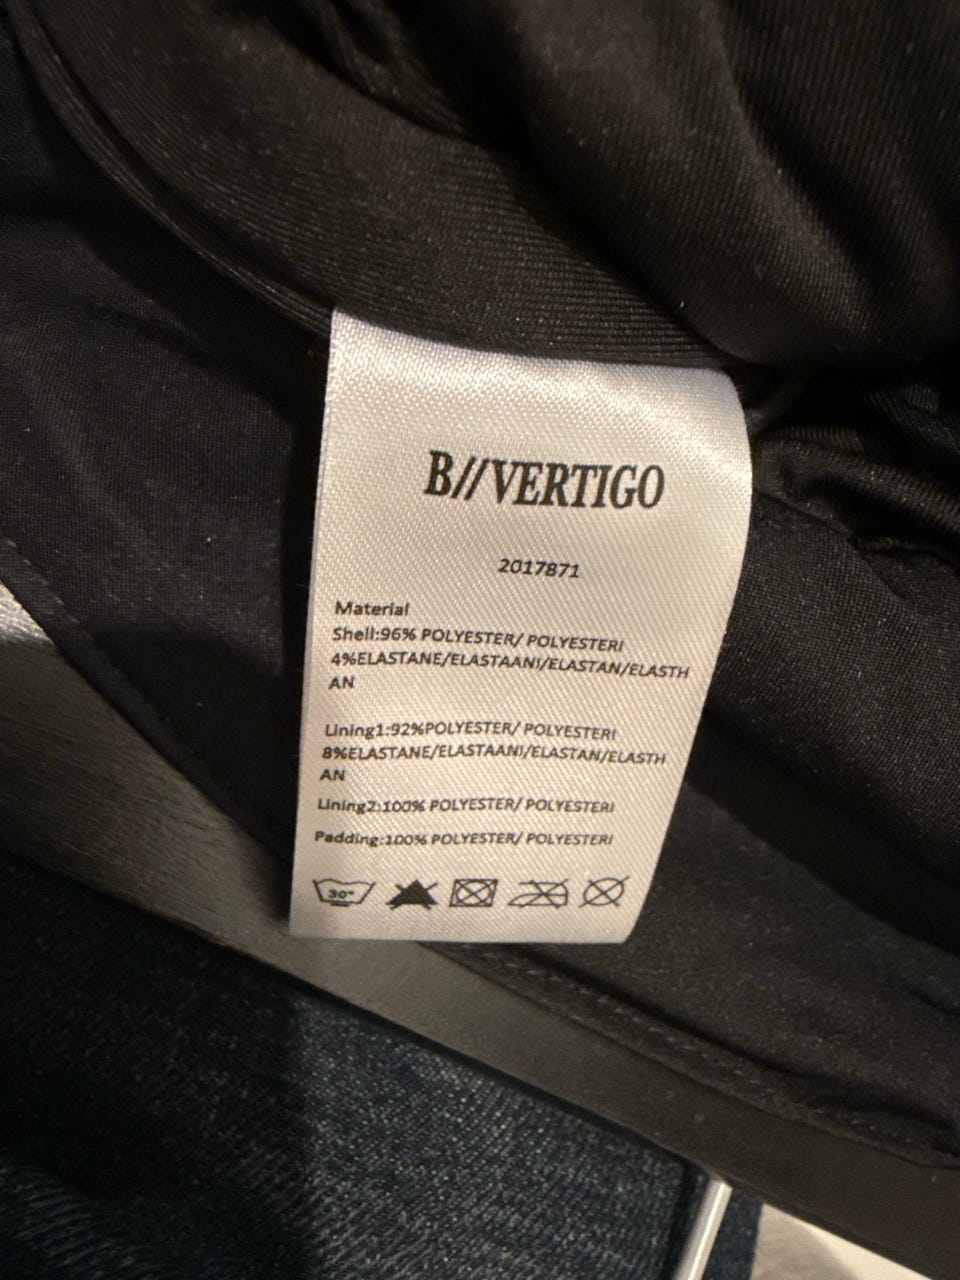 B//VERTIGO
2017871
Material
Shell:96% POLYESTER/ POLYESTERI
4%ELASTANE/ELASTAANI/ELASTAN/ELASTH
AN
Lining1:92%POLYESTER/ POLYESTERI
8%ELASTANE/ELASTAANI/ELASTAN/ELASTH
AN
Lining2:100% POLYESTER/ POLYESTERI
Padding:100% POLYESTER/ POLYESTERI
30°